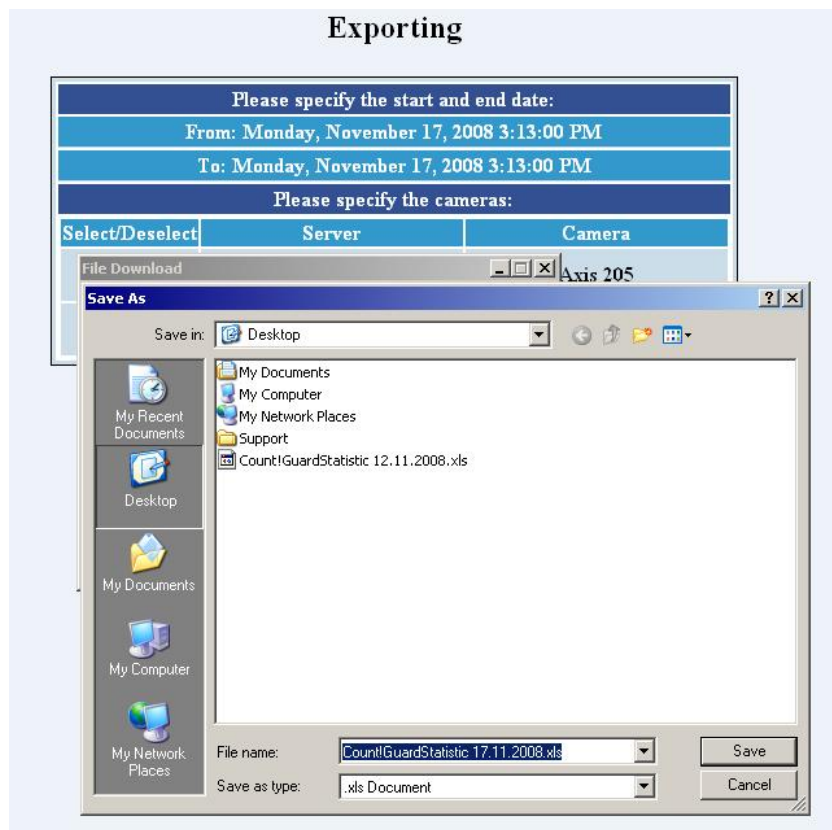 Exporting
Please specify the start and end date:
From: Monday, November 17, 2008 3:13:00 PM
To: Monday, November 17, 2008 3:13:00 PM
Please specify the cameras:
Select/Deselect Server Camera
File Download
Axis 205
Save As
Save in: Desktop
My Recent
Documents
Desktop
My Documents
My Computer
My Network
Places
My Documents
My Computer
My Network Places
Support
Count!GuardStatistic 12.11.2008.xls
File name: Count!GuardStatistic 17.11.2008.xls Save
Save as type: .xls Document Cancel